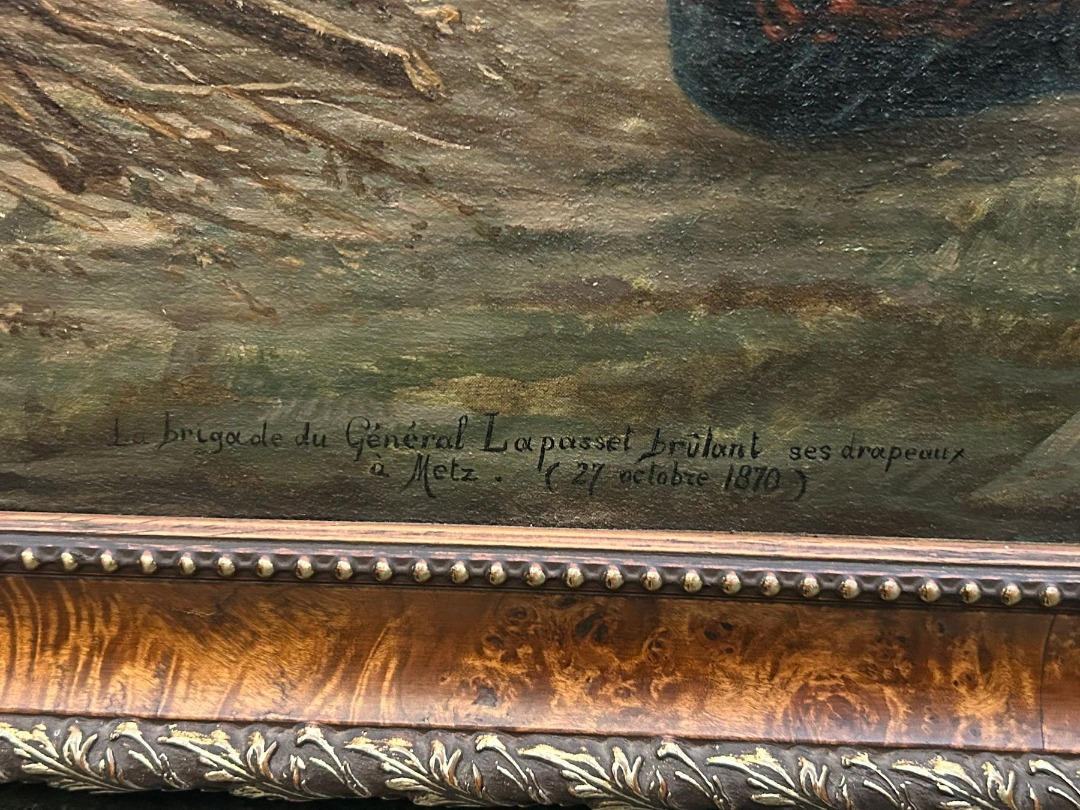 La brigade du Général Lapasset brûlant ses drapeaux
à Metz. (27 octobre 1870)